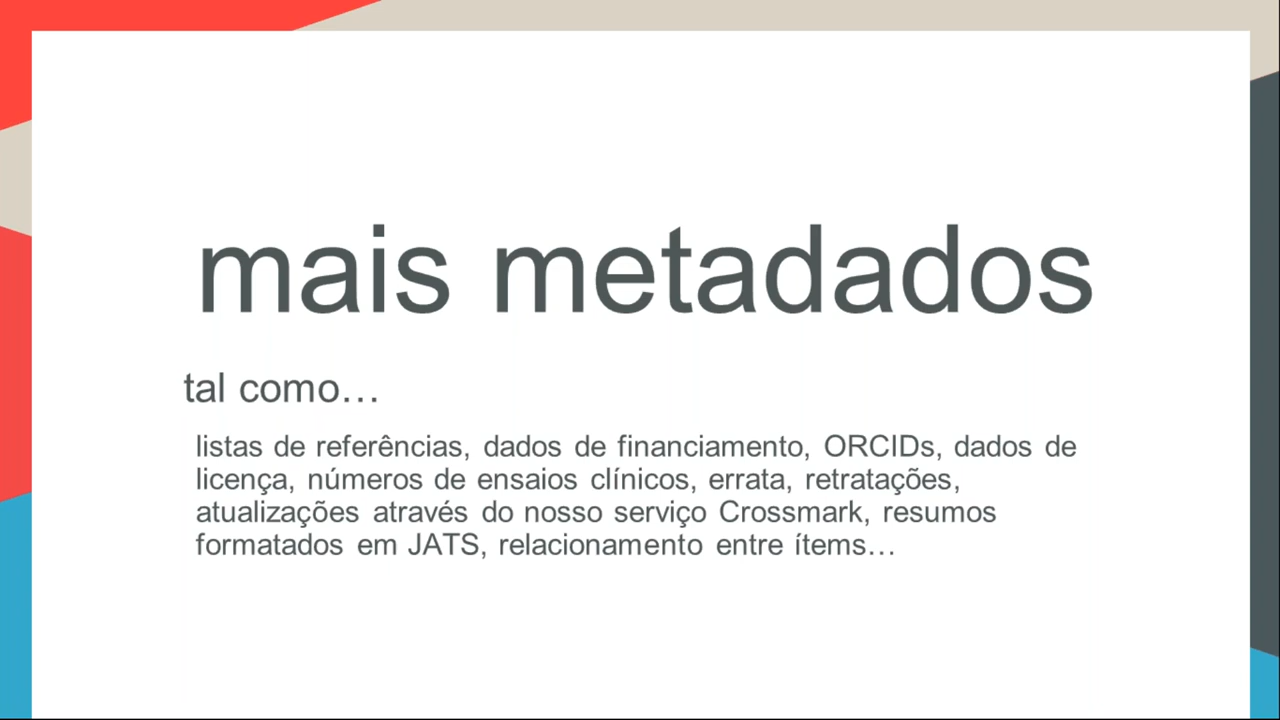 mais metadados
tal como…
listas de referências, dados de financiamento, ORCIDs, dados de
licença, números de ensaios clínicos, errata, retratações,
atualizações através do nosso serviço Crossmark, resumos
formatados em JATS, relacionamento entre ítems…